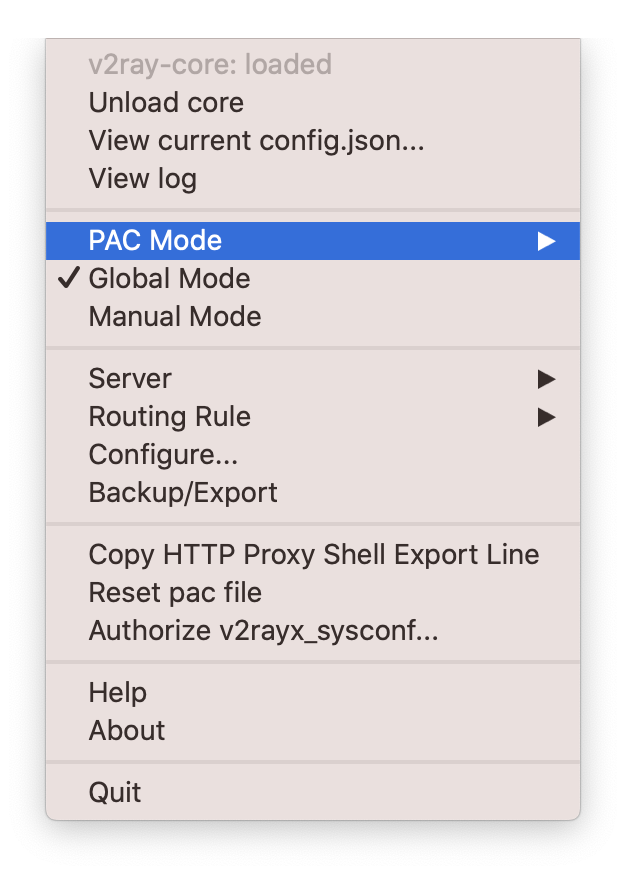 v2ray-core: loaded
Unload core
View current config.json...
View log
PAC Mode
Global Mode
Manual Mode
Server
Routing Rule
Configure...
Backup/Export
Copy HTTP Proxy Shell Export Line
Reset pac file
Authorize v2rayx_sysconf...
Help
About
Quit